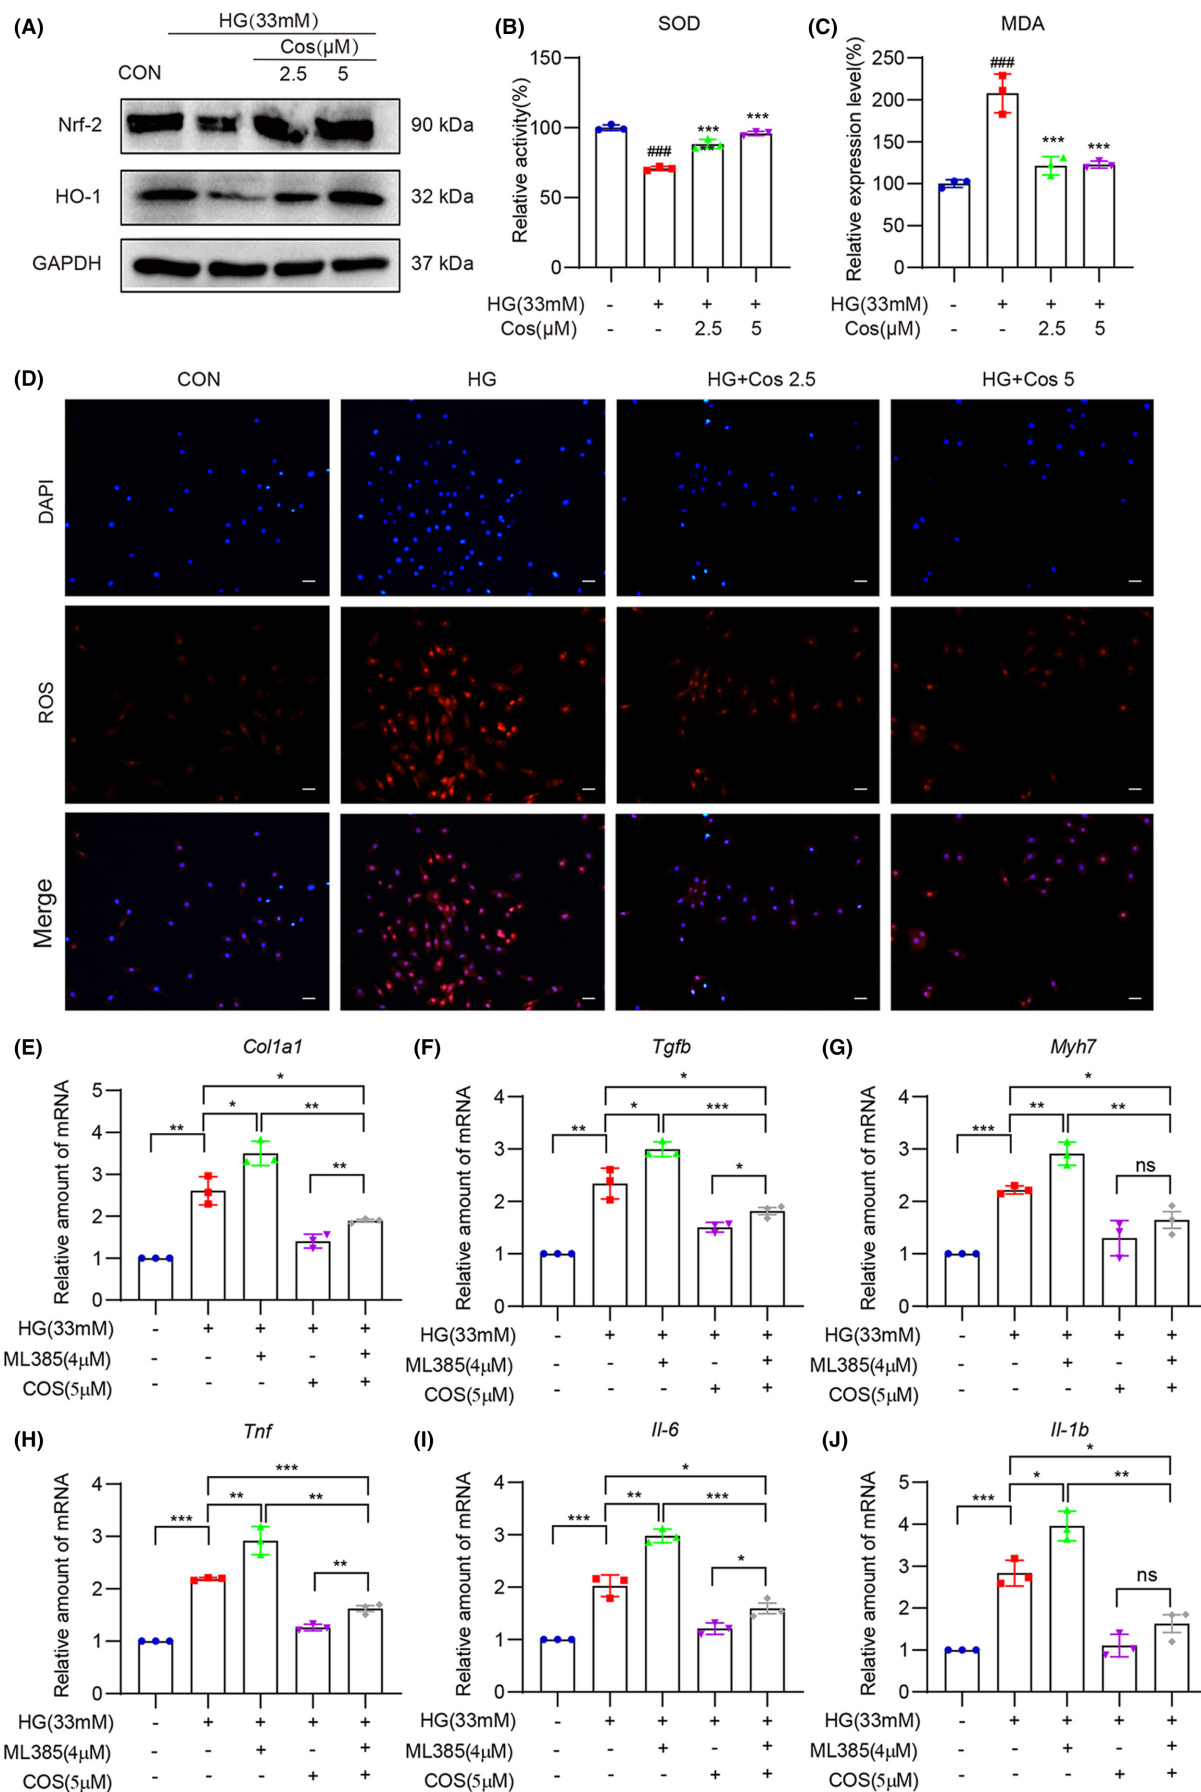 (A)
HG(33mM)
Cos(μM)
CON 2.5 5
Nrf-2 90 kDa
HO-1 32 kDa
GAPDH 37 kDa
(B) SOD
Relative activity(%)
150
100
50
0
### *** ** ***
HG(33mM) - + + +
Cos(μM) - - 2.5 5
(C) MDA
Relative expression level(%)
250
200
150
100
50
0
### *** ***
HG(33mM) - + + +
Cos(μM) - - 2.5 5
(D) CON HG HG+Cos 2.5 HG+Cos 5
DAPI
ROS
Merge
(E) Col1a1
Relative amount of mRNA
5
4
3
2
1
0
*
* **
** **
HG(33mM) - + + + +
ML385(4μM) - - + - +
COS(5μM) - - - + +
(F) Tgfb
Relative amount of mRNA
4
3
2
1
0
*
* ***
** *
HG(33mM) - + + + +
ML385(4μM) - - + - +
COS(5μM) - - - + +
(G) Myh7
Relative amount of mRNA
4
3
2
1
0
*
** **
*** ns
HG(33mM) - + + + +
ML385(4μM) - - + - +
COS(5μM) - - - + +
(H) Tnf
Relative amount of mRNA
4
3
2
1
0
***
** **
*** **
HG(33mM) - + + + +
ML385(4μM) - - + - +
COS(5μM) - - - + +
(I) Il-6
Relative amount of mRNA
4
3
2
1
0
*
** ***
*** *
HG(33mM) - + + + +
ML385(4μM) - - + - +
COS(5μM) - - - + +
(J) Il-1b
Relative amount of mRNA
5
4
3
2
1
0
*
* **
*** ns
HG(33mM) - + + + +
ML385(4μM) - - + - +
COS(5μM) - - - + +